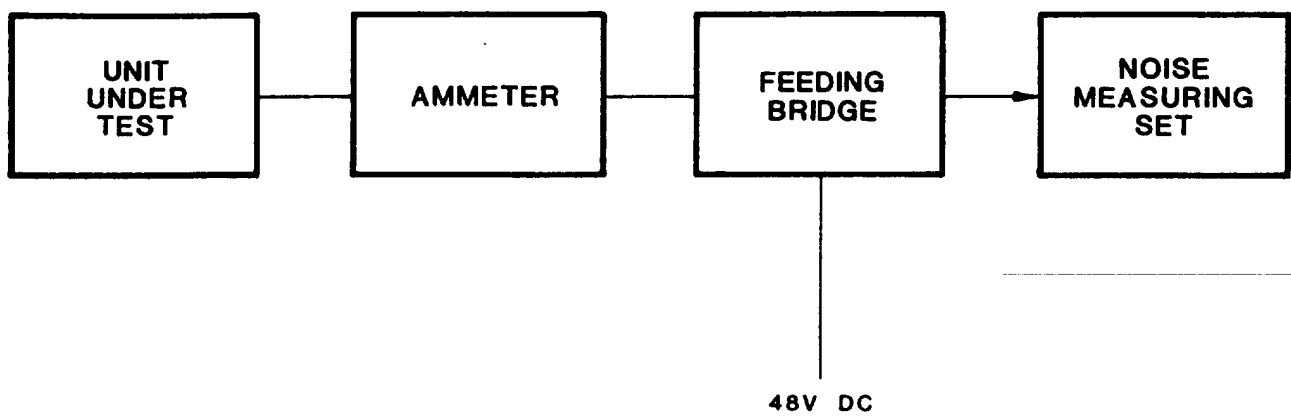 UNIT
UNDER
TEST
AMMETER
FEEDING
BRIDGE
NOISE
MEASURING
SET
48V DC